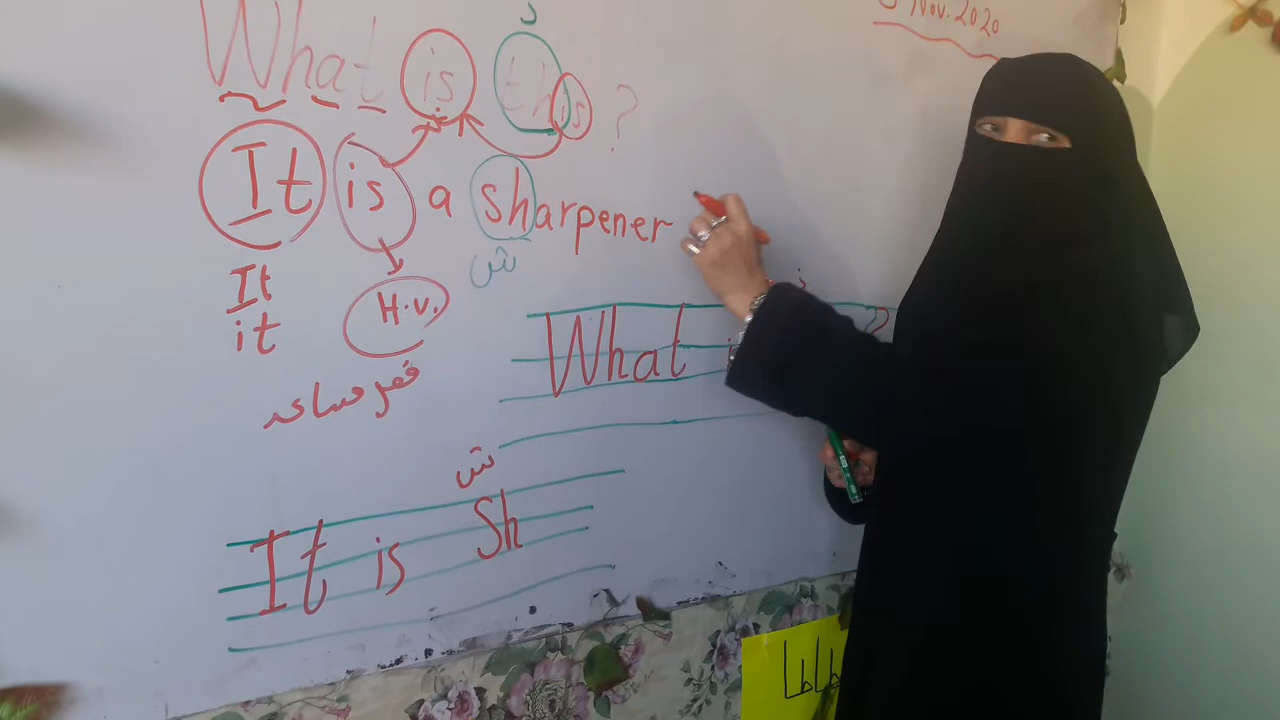 Nov. 2020
ذ
What is this ?
It is a sharpener
ش
It
it
H.v.
فعل مساعد
What
?
ش
It is Sh